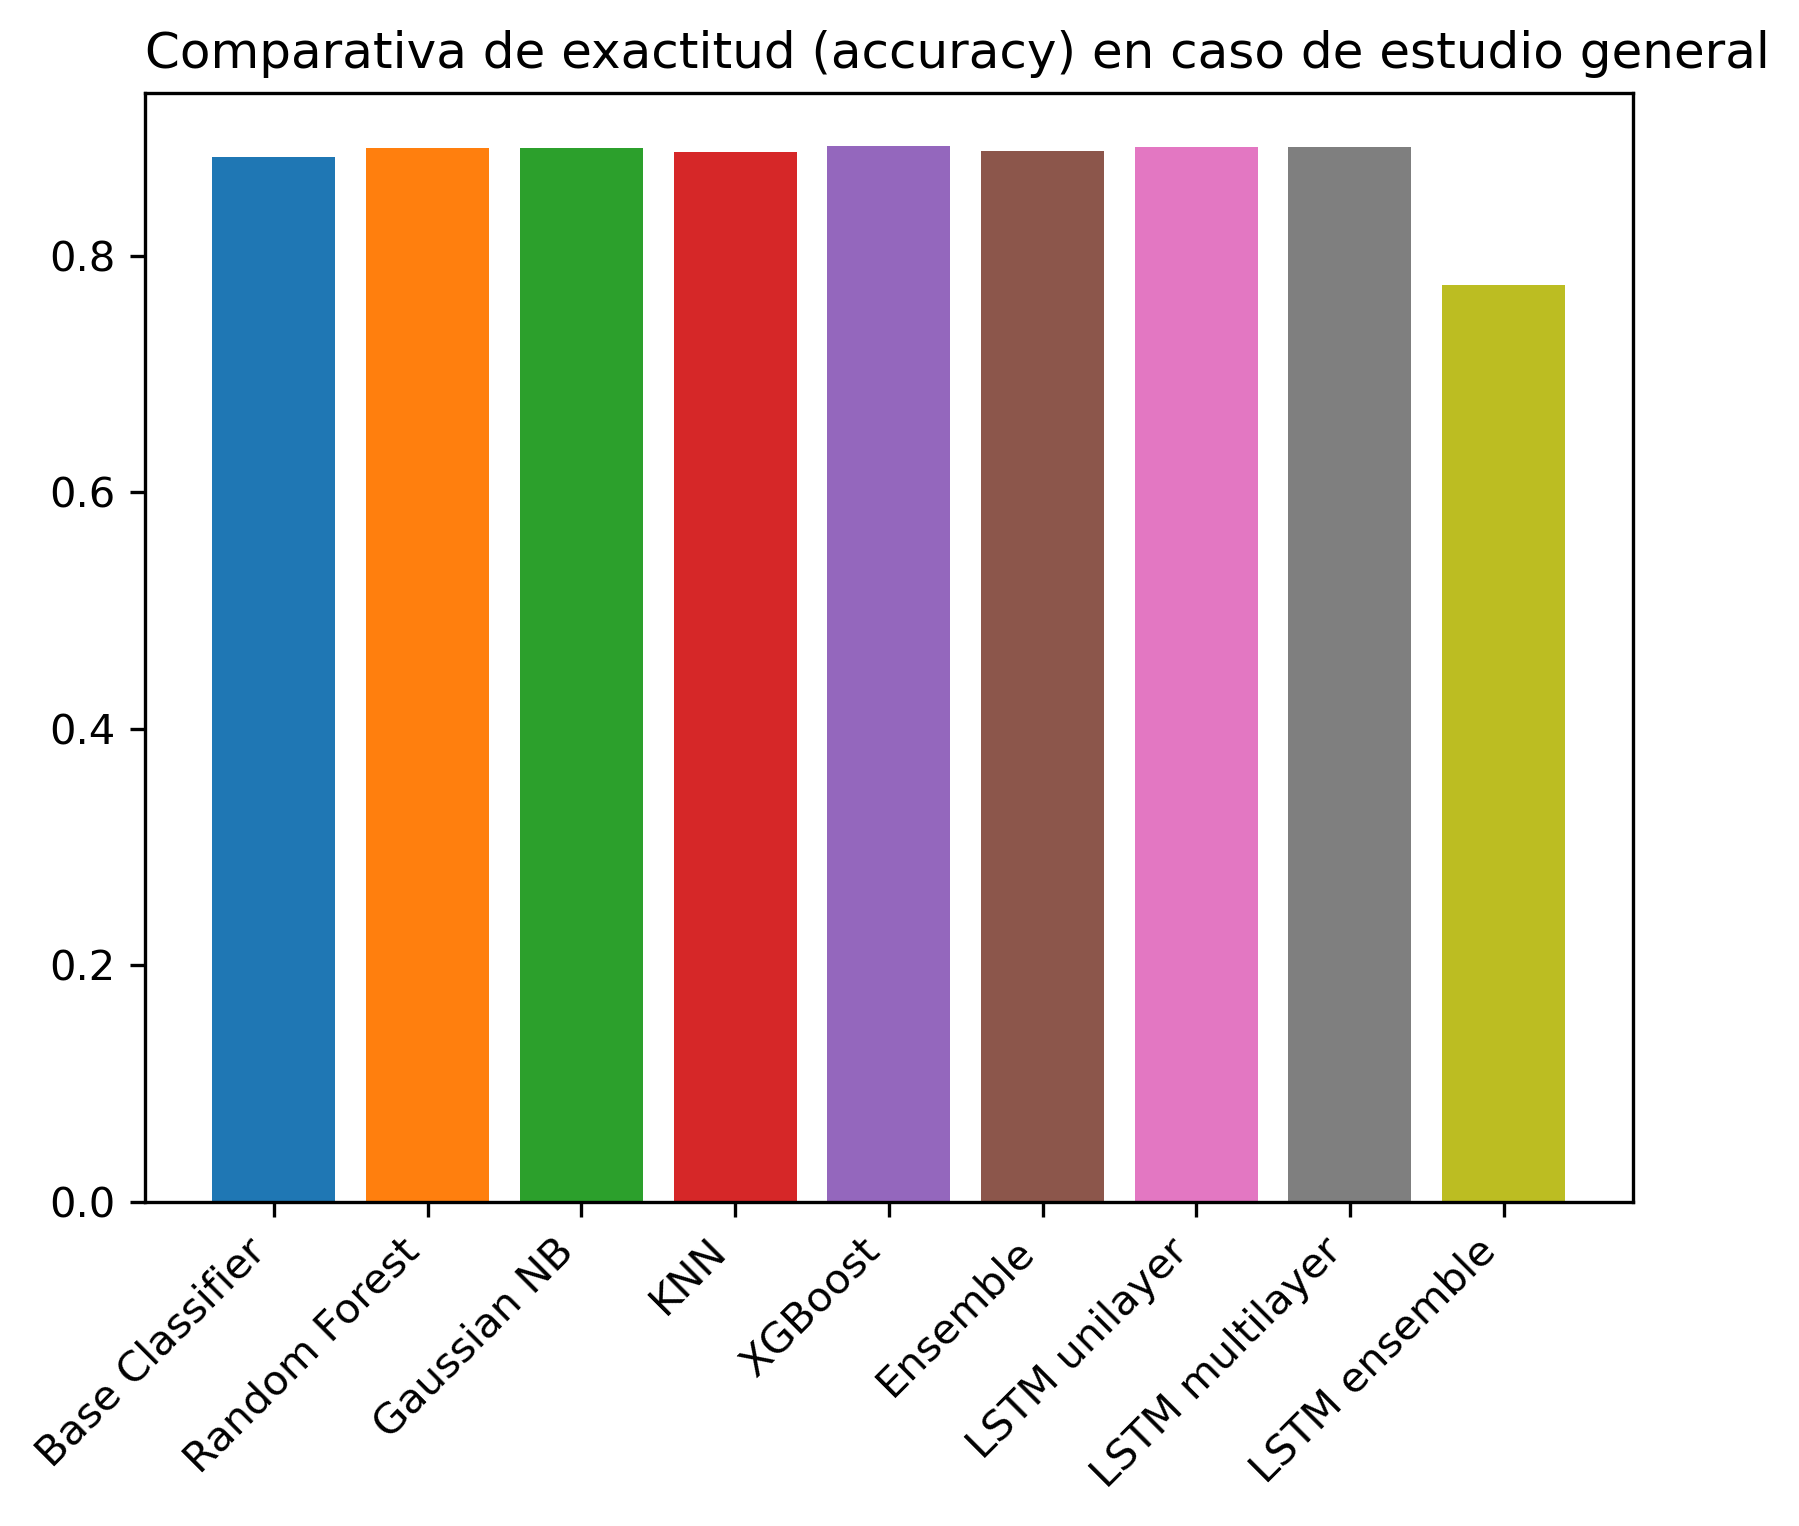 Comparativa de exactitud (accuracy) en caso de estudio general
0.8
0.6
0.4
0.2
0.0
Base Classifier
Random Forest
Gaussian NB
KNN
XGBoost
Ensemble
LSTM unilayer
LSTM multilayer
LSTM ensemble